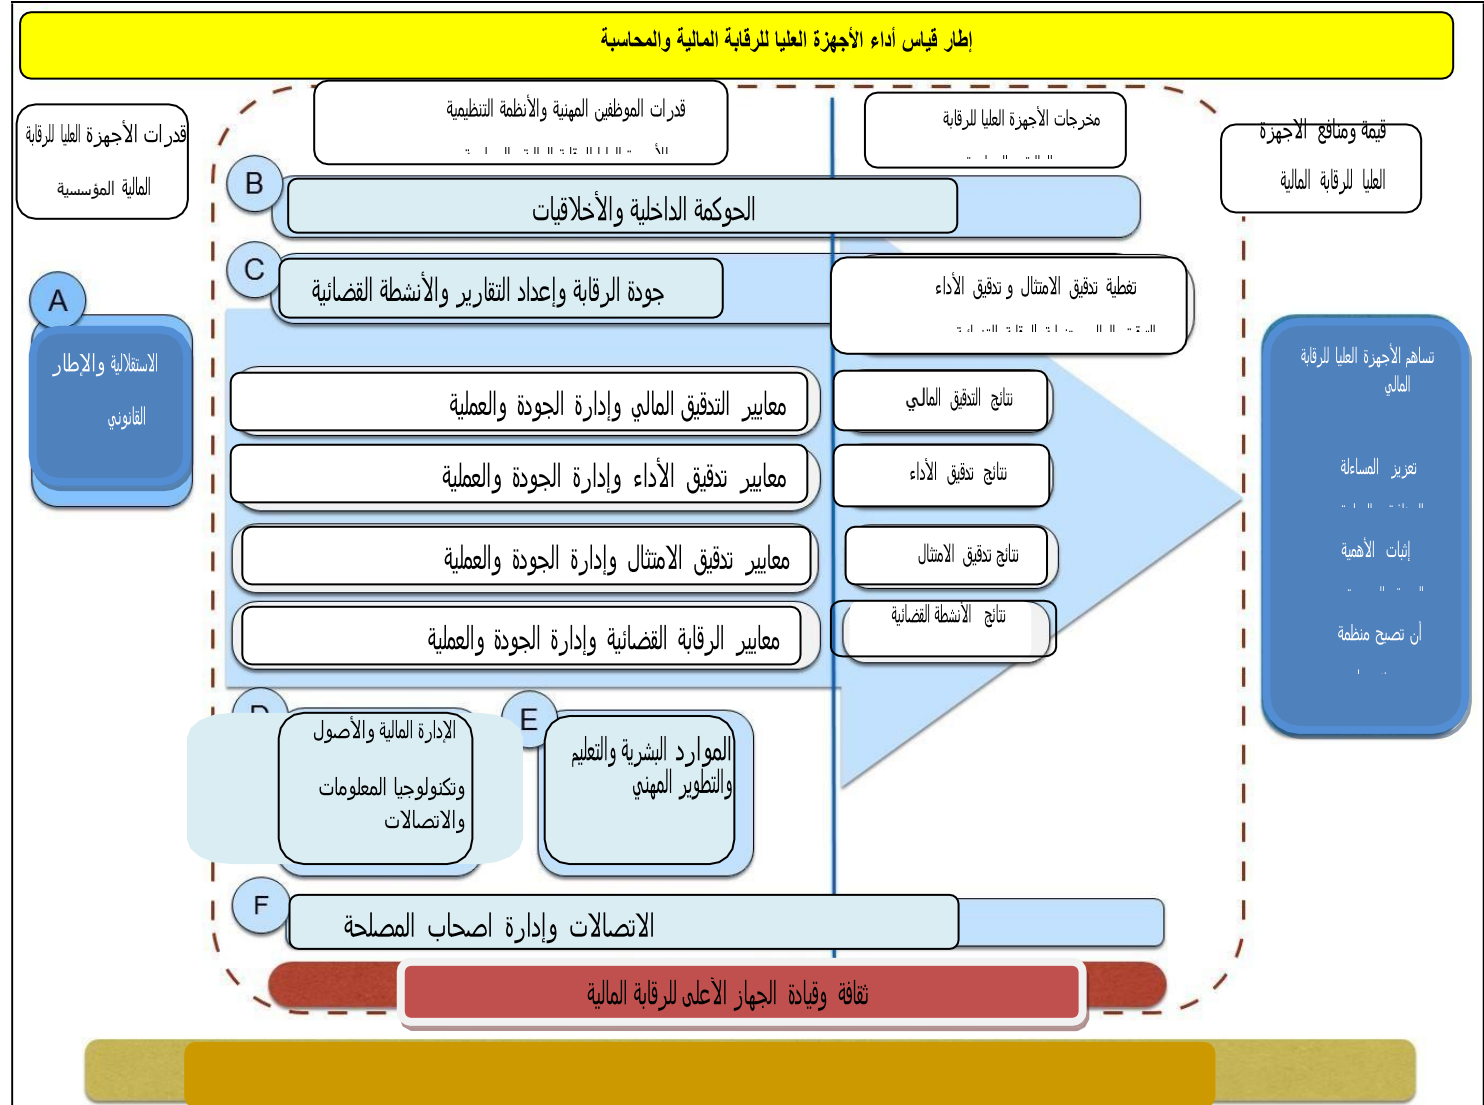 إطار قياس أداء الأجهزة العليا للرقابة المالية والمحاسبة
قدرات الموظفين المهنية والأنظمة التنظيمية
مخرجات الأجهزة العليا للرقابة
قيمة ومنافع الاجهزة
العليا للرقابة المالية
قدرات الأجهزة العليا للرقابة
المالية المؤسسية
B
الحوكمة الداخلية والأخلاقيات
C
جودة الرقابة وإعداد التقارير والأنشطة القضائية
تغطية تدقيق الامتثال و تدقيق الأداء
A
الاستقلالية والإطار
القانوني
معايير التدقيق المالي وإدارة الجودة والعملية
نتائج التدقيق المالي
معايير تدقيق الأداء وإدارة الجودة والعملية
نتائج تدقيق الأداء
معايير تدقيق الامتثال وإدارة الجودة والعملية
نتائج تدقيق الامتثال
معايير الرقابة القضائية وإدارة الجودة والعملية
نتائج الأنشطة القضائية
تساهم الأجهزة العليا للرقابة
المالي
تعزيز المساءلة
إثبات الأهمية
أن تصبح منظمة
D
الإدارة المالية والأصول
وتكنولوجيا المعلومات
والاتصالات
E
الموارد البشرية والتعليم
والتطوير المهني
F
الاتصالات وإدارة اصحاب المصلحة
ثقافة وقيادة الجهاز الأعلى للرقابة المالية